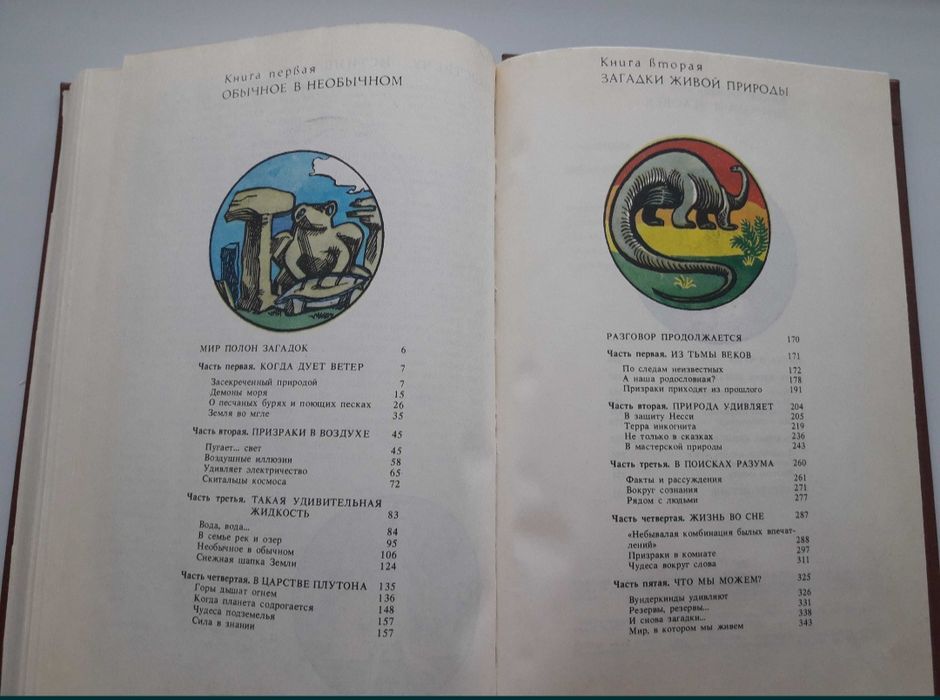 Книга первая
ОБЫЧНОЕ В НЕОБЫЧНОМ
МИР ПОЛОН ЗАГАДОК 6
Часть первая. КОГДА ДУЕТ ВЕТЕР 7
Засекреченный природой 7
Демоны моря 15
О песчаных бурях и поющих песках 26
Земля во мгле 35
Часть вторая. ПРИЗРАКИ В ВОЗДУХЕ 45
Пугает... свет 45
Воздушные иллюзии 58
Удивляет электричество 65
Скитальцы космоса 72
Часть третья. ТАКАЯ УДИВИТЕЛЬНАЯ
ЖИДКОСТЬ 83
Вода, вода... 84
В семье рек и озер 95
Необычное в обычном 106
Снежная шапка Земли 124
Часть четвертая. В ЦАРСТВЕ ПЛУТОНА 135
Горы дышат огнем 136
Когда планета содрогается 148
Чудеса подземелья 157
Сила в знании 157
Книга вторая
ЗАГАДКИ ЖИВОЙ ПРИРОДЫ
РАЗГОВОР ПРОДОЛЖАЕТСЯ 170
Часть первая. ИЗ ТЬМЫ ВЕКОВ 171
По следам неизвестных 172
А наша родословная? 178
Призраки приходят из прошлого 191
Часть вторая. ПРИРОДА УДИВЛЯЕТ 204
В защиту Несси 205
Терра инкогнита 219
Не только в сказках 236
В мастерской природы 243
Часть третья. В ПОИСКАХ РАЗУМА 260
Факты и рассуждения 261
Вокруг сознания 271
Рядом с людьми 277
Часть четвертая. ЖИЗНЬ ВО СНЕ 287
«Небывалая комбинация былых впечат-
лений» 288
Призраки в комнате 297
Чудеса вокруг слова 311
Часть пятая. ЧТО МЫ МОЖЕМ? 325
Вундеркинды удивляют 326
Резервы, резервы... 331
И снова загадки... 338
Мир, в котором мы живем 343